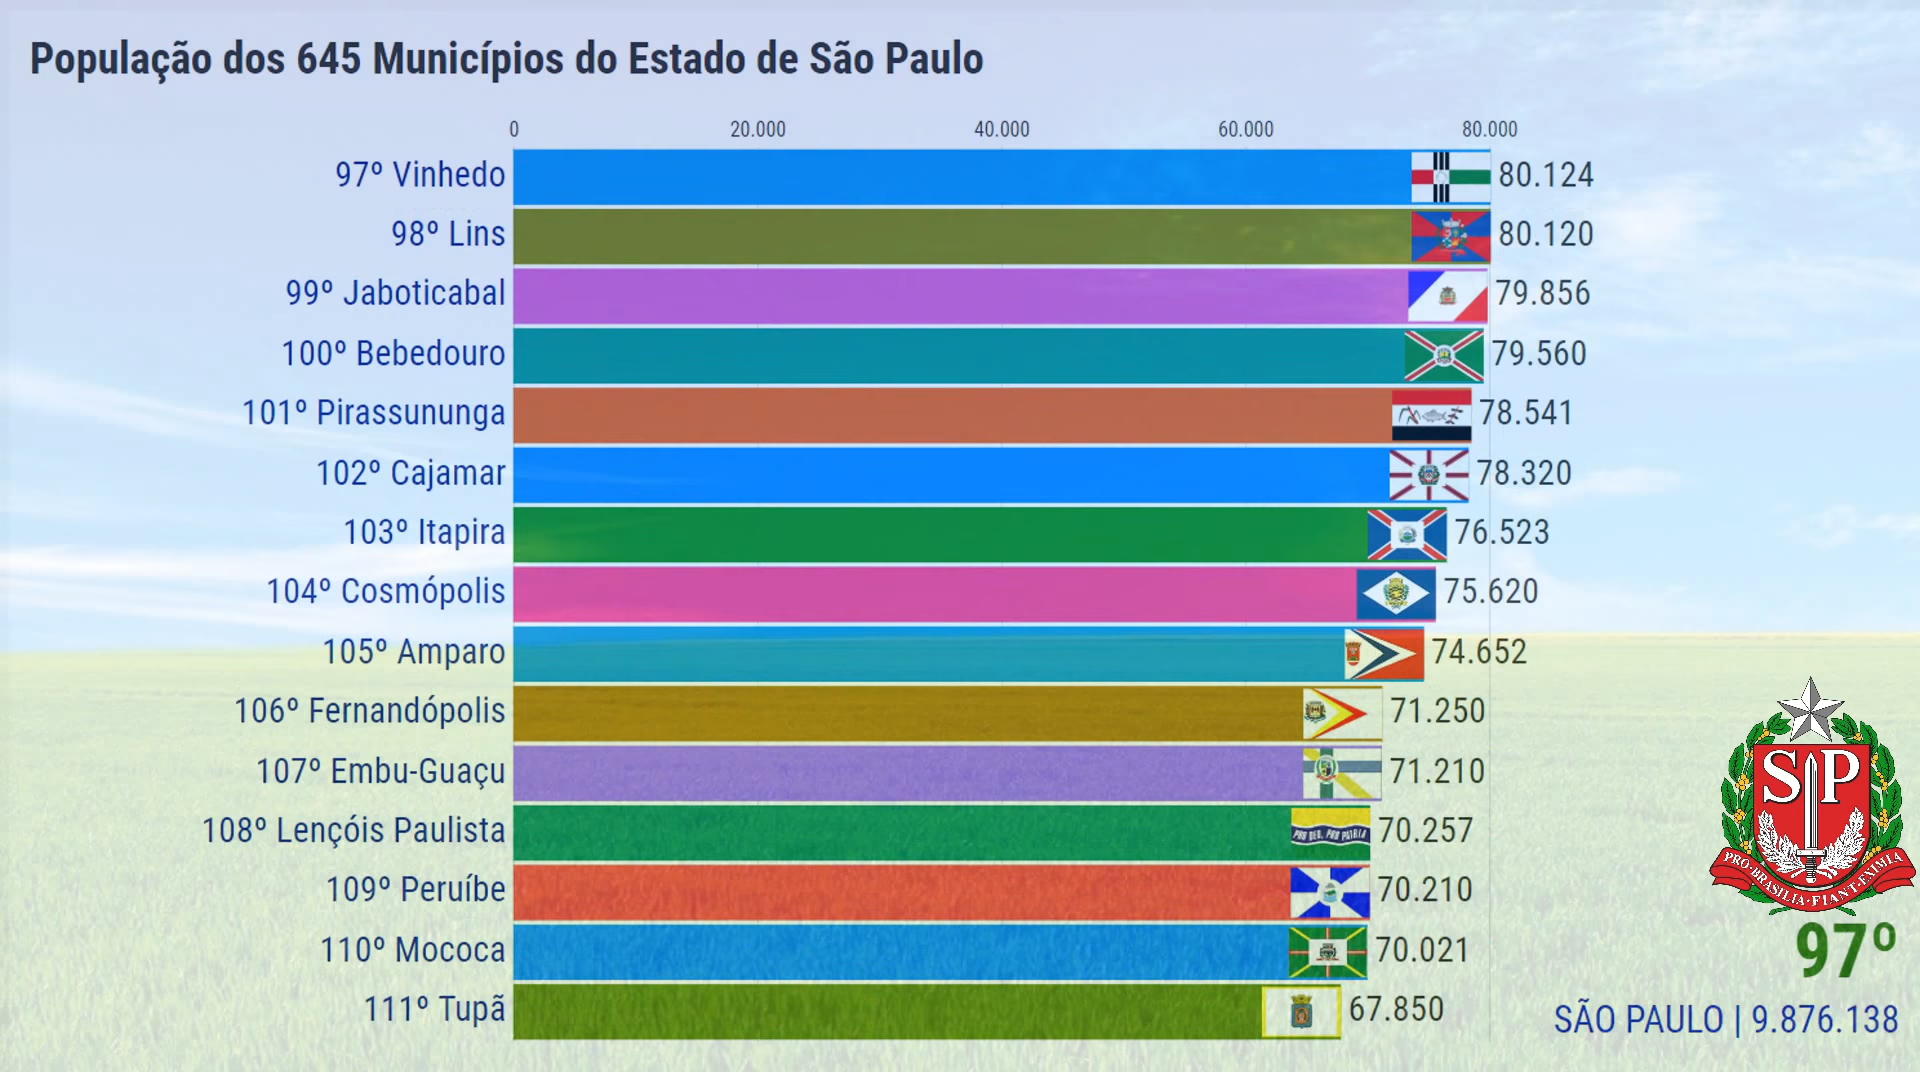 População dos 645 Municípios do Estado de São Paulo
0 20.000 40.000 60.000 80.000
97º Vinhedo 80.124
98º Lins 80.120
99º Jaboticabal 79.856
100º Bebedouro 79.560
101º Pirassununga 78.541
102º Cajamar 78.320
103º Itapira 76.523
104º Cosmópolis 75.620
105º Amparo 74.652
106º Fernandópolis 71.250
107º Embu-Guaçu 71.210
108º Lençóis Paulista PRO DEO. PRO PATRIA 70.257
109º Peruíbe 70.210
110º Mococa 70.021
111º Tupã 67.850
SP
PRO·BRASILIA·FIANT·EXIMIA
97º
SÃO PAULO | 9.876.138